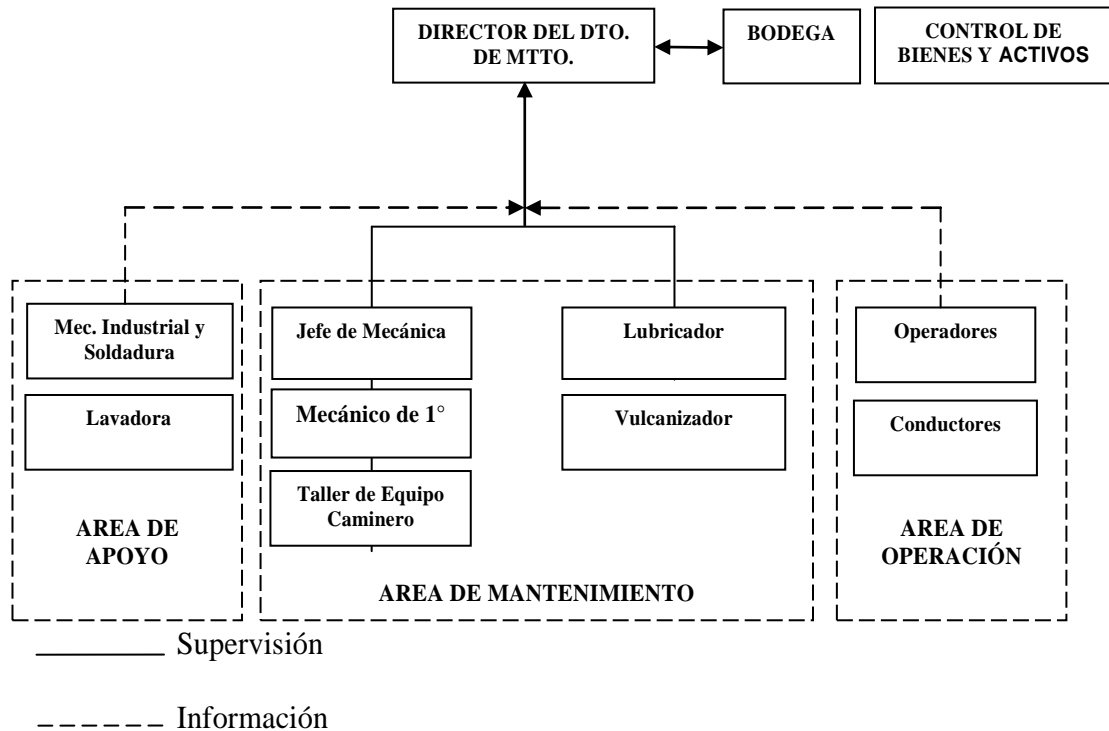 DIRECTOR DEL DTO.
DE MTTO.
BODEGA
CONTROL DE
BIENES Y ACTIVOS
Mec. Industrial y
Soldadura
Lavadora
AREA DE
APOYO
Jefe de Mecánica
Mecánico de 1°
Taller de Equipo
Caminero
Lubricador
Vulcanizador
AREA DE MANTENIMIENTO
Operadores
Conductores
AREA DE
OPERACIÓN
Supervisión
Información